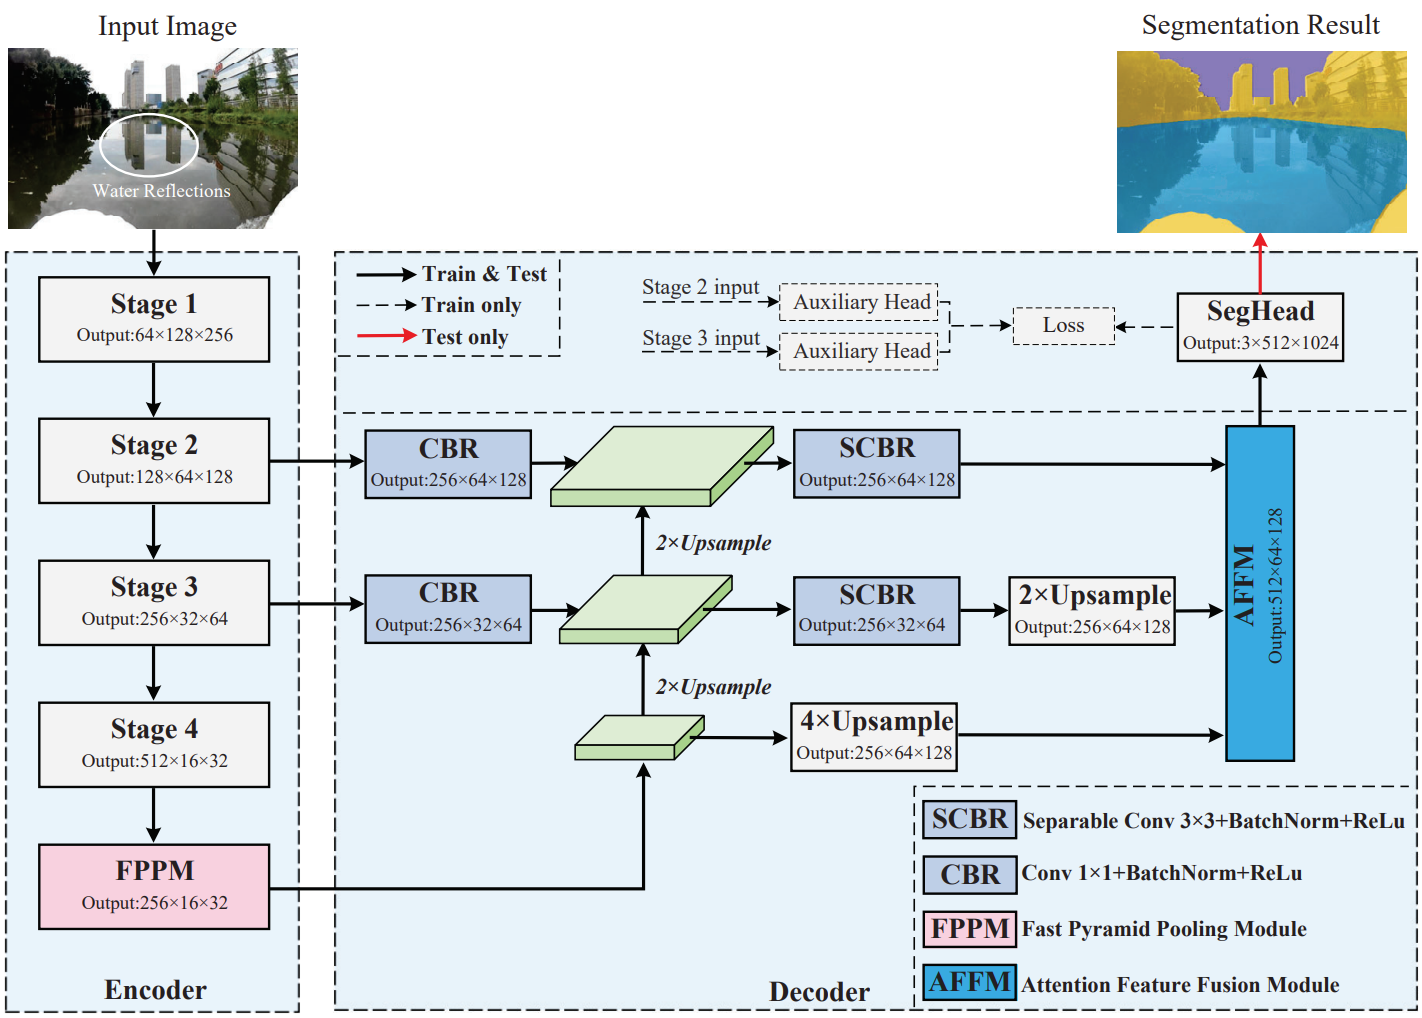 Input Image
Segmentation Result
Water Reflections
Stage 1
Output:64×128×256
Stage 2
Output:128×64×128
Stage 3
Output:256×32×64
Stage 4
Output:512×16×32
FPPM
Output:256×16×32
Encoder
Train & Test
Train only
Test only
Stage 2 input
Auxiliary Head
Stage 3 input
Auxiliary Head
Loss
SegHead
Output:3×512×1024
CBR
Output:256×64×128
SCBR
Output:256×64×128
2×Upsample
CBR
Output:256×32×64
SCBR
Output:256×32×64
2×Upsample
Output:256×64×128
2×Upsample
4×Upsample
Output:256×64×128
AFFM
Output:512×64×128
SCBR
Separable Conv 3×3+BatchNorm+ReLu
CBR
Conv 1×1+BatchNorm+ReLu
FPPM
Fast Pyramid Pooling Module
AFFM
Attention Feature Fusion Module
Decoder